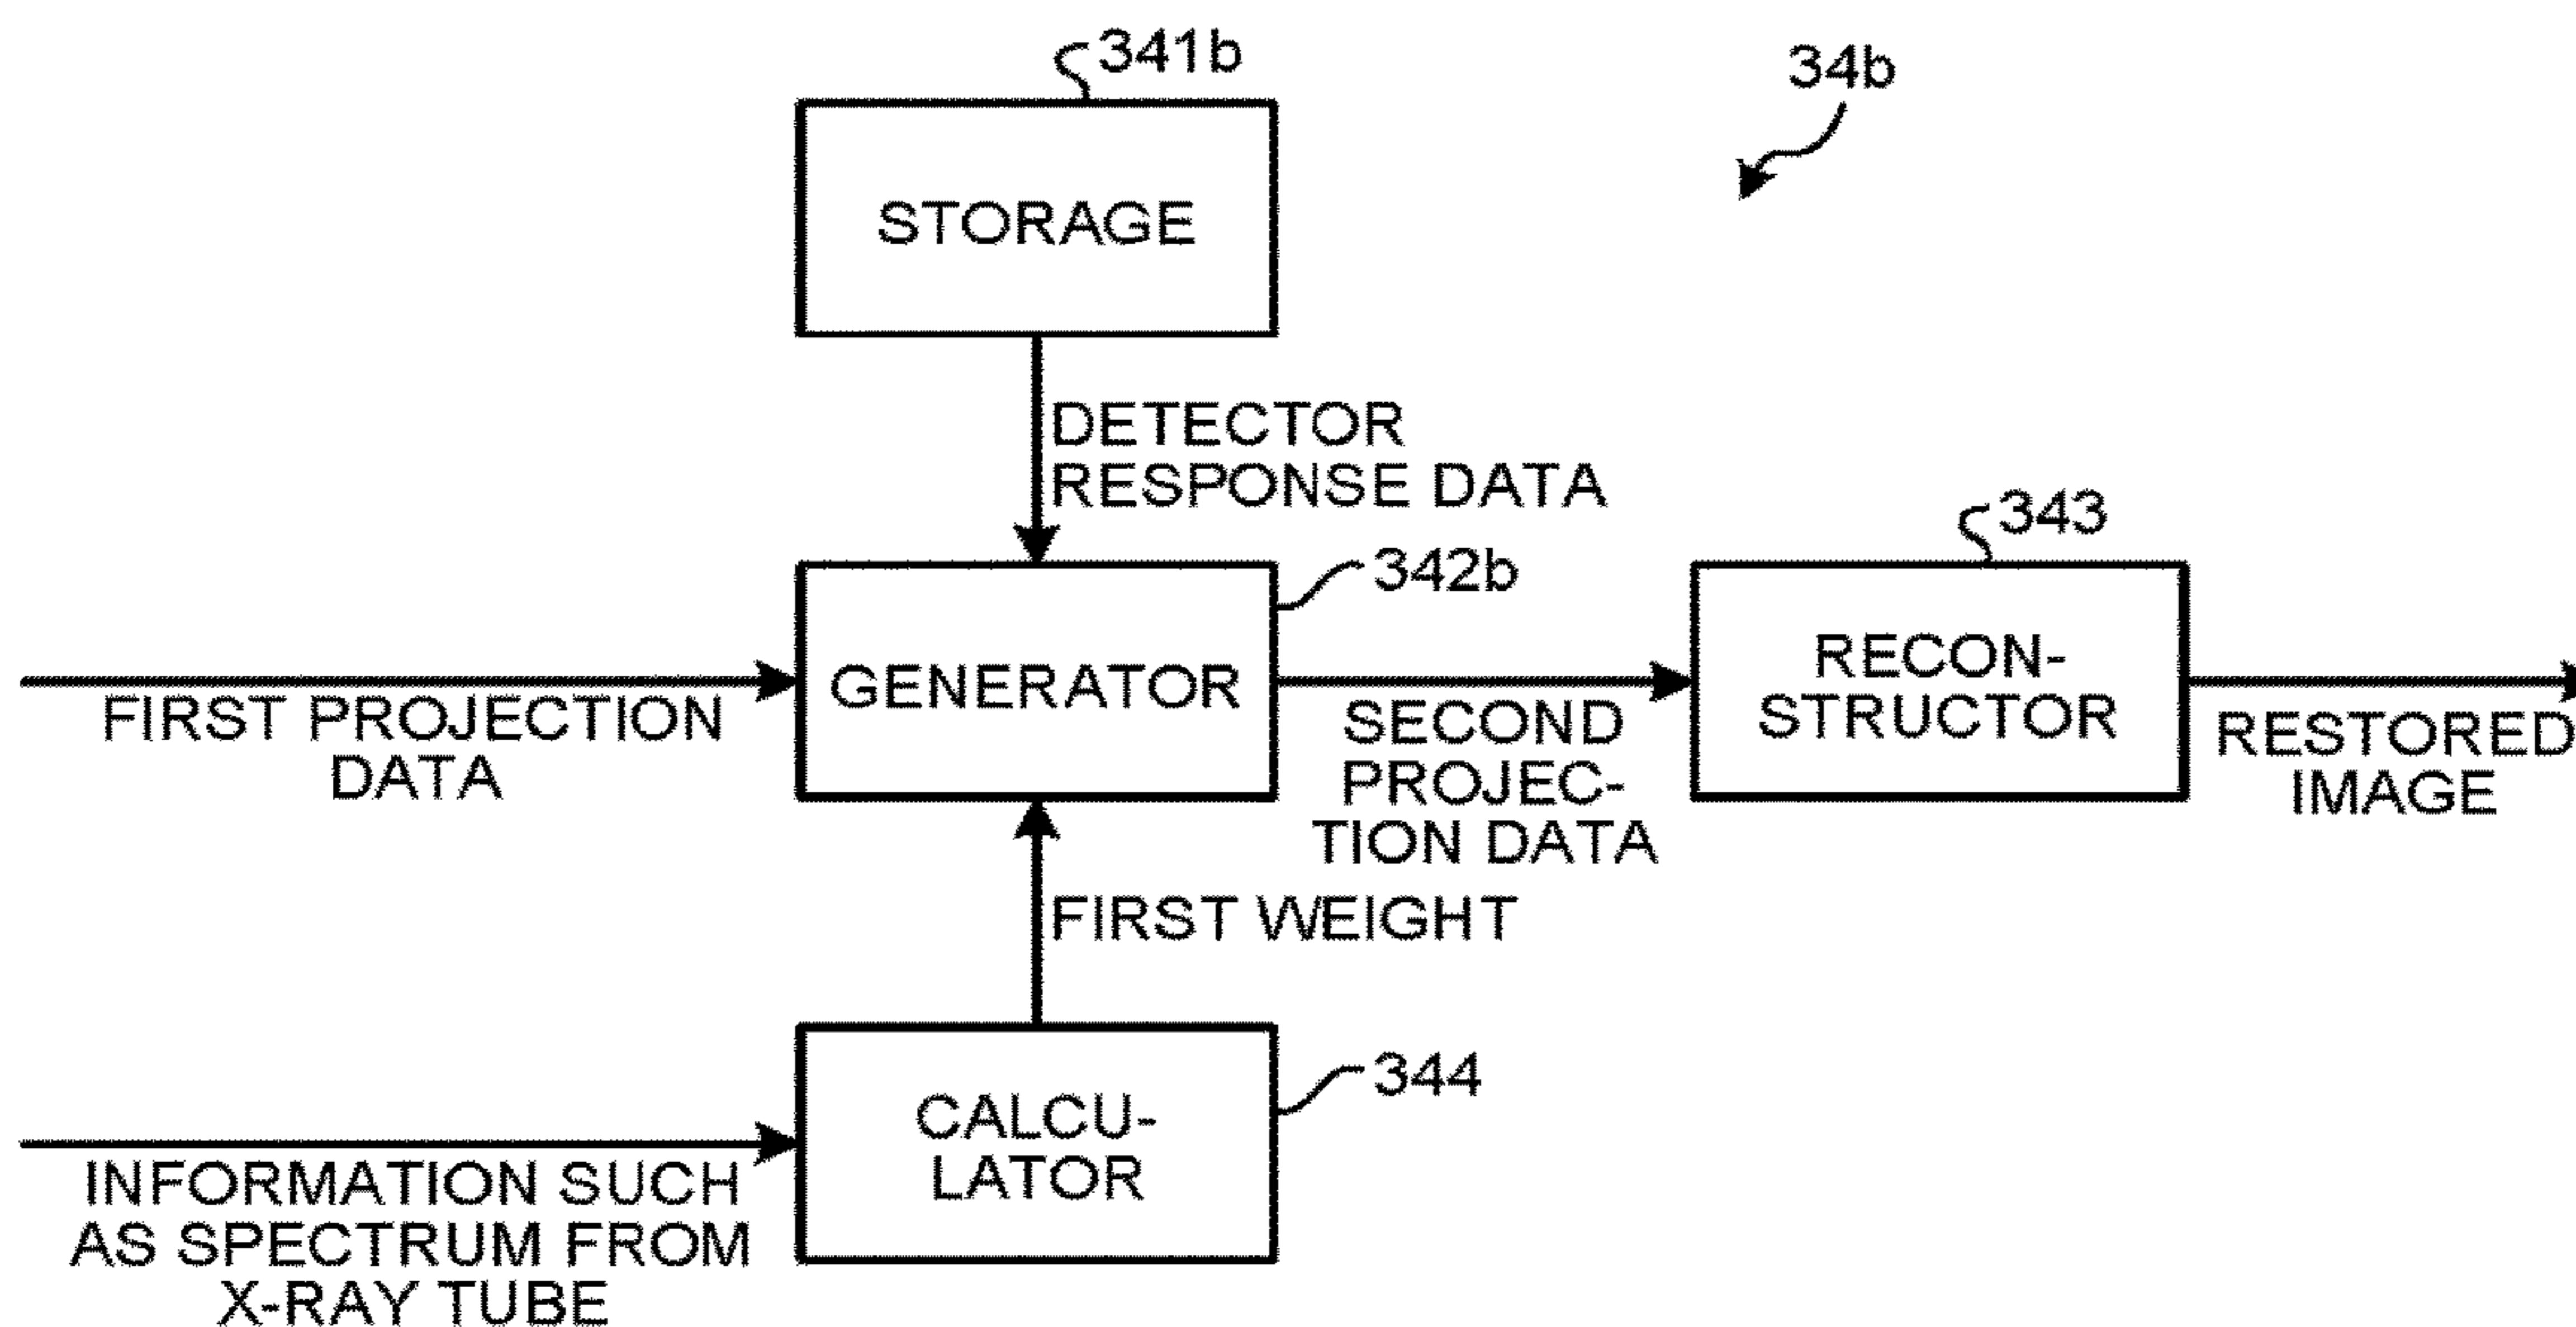 341b
34b
STORAGE
DETECTOR
RESPONSE DATA
343
342b
GENERATOR
RECON-
STRUCTOR
FIRST PROJECTION
DATA
SECOND
PROJEC-
TION DATA
RESTORED
IMAGE
FIRST WEIGHT
344
CALCU-
LATOR
INFORMATION SUCH
AS SPECTRUM FROM
X-RAY TUBE